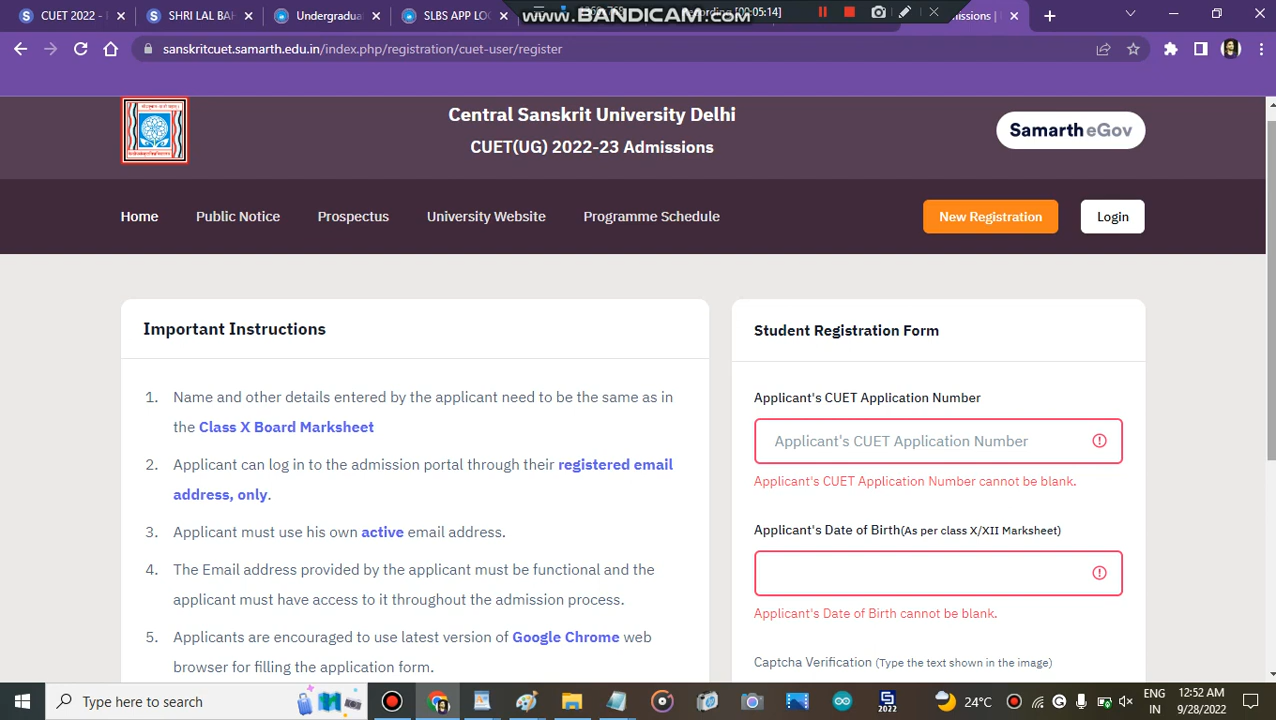 CUET 2022 -
SHRI LAL BAH
Undergradua
SLBS APP LOG
www.BANDICAM.com
[00:05:14]
missions |
sanskritcuet.samarth.edu.in/index.php/registration/cuet-user/register
Central Sanskrit University Delhi
CUET(UG) 2022-23 Admissions
Samarth eGov
Home
Public Notice
Prospectus
University Website
Programme Schedule
New Registration
Login
Important Instructions
1. Name and other details entered by the applicant need to be the same as in
the Class X Board Marksheet
2. Applicant can log in to the admission portal through their registered email
address, only.
3. Applicant must use his own active email address.
4. The Email address provided by the applicant must be functional and the
applicant must have access to it throughout the admission process.
5. Applicants are encouraged to use latest version of Google Chrome web
browser for filling the application form.
Student Registration Form
Applicant's CUET Application Number
Applicant's CUET Application Number
Applicant's CUET Application Number cannot be blank.
Applicant's Date of Birth(As per class X/XII Marksheet)
Applicant's Date of Birth cannot be blank.
Captcha Verification (Type the text shown in the image)
Type here to search
2022
24°C
ENG
IN
12:52 AM
9/28/2022